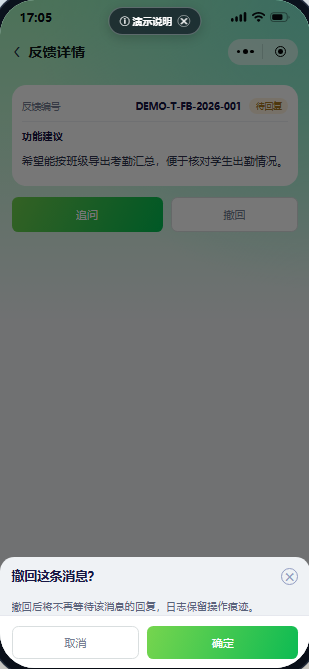 17:05
演示说明
反馈详情
反馈编号 DEMO-T-FB-2026-001 待回复
功能建议
希望能按班级导出考勤汇总，便于核对学生出勤情况。
追问 撤回
撤回这条消息？
撤回后将不再等待该消息的回复，日志保留操作痕迹。
取消 确定